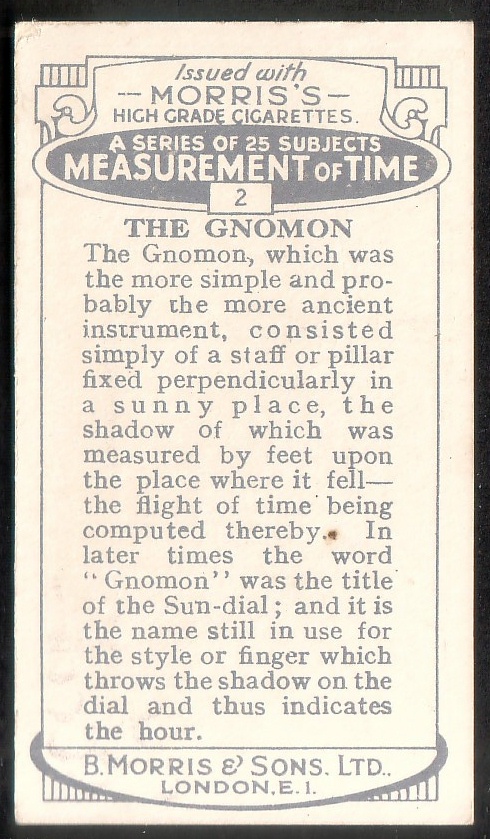 Issued with
— MORRIS'S —
HIGH GRADE CIGARETTES.
A SERIES OF 25 SUBJECTS
MEASUREMENT OF TIME
2
THE GNOMON
The Gnomon, which was
the more simple and pro-
bably the more ancient
instrument, consisted
simply of a staff or pillar
fixed perpendicularly in
a sunny place, the
shadow of which was
measured by feet upon
the place where it fell—
the flight of time being
computed thereby. In
later times the word
"Gnomon" was the title
of the Sun-dial; and it is
the name still in use for
the style or finger which
throws the shadow on the
dial and thus indicates
the hour.
B. MORRIS & SONS. LTD.,
LONDON, E.1.